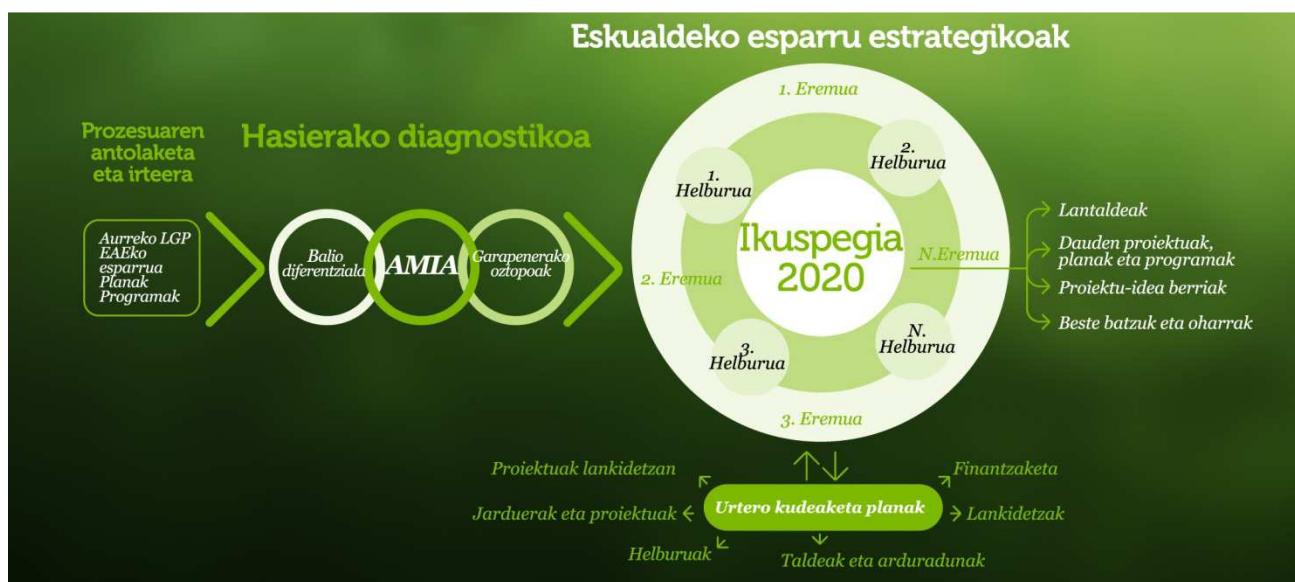 Eskualdeko esparru estrategikoak
Prozesuaren
antolaketa
eta irteera
Hasierako diagnostikoa
Aurreko LGP
EAEko
esparrua
Planak
Programak
Balio
diferentziala
AMIA
Garapenerako
oztopoak
1. Eremua
1.
Helburua
2.
Helburua
Ikuspegia
2020
2. Eremua
N.Eremua
3.
Helburua
N.
Helburua
3. Eremua
Lantaldeak
Dauden proiektuak,
planak eta programak
Proiektu-idea berriak
Beste batzuk eta oharrak
Proiektuak lankidetzan
Finantzaketa
Jarduerak eta proiektuak
Urtero kudeaketa planak
Lankidetzak
Helburuak
Taldeak eta arduradunak